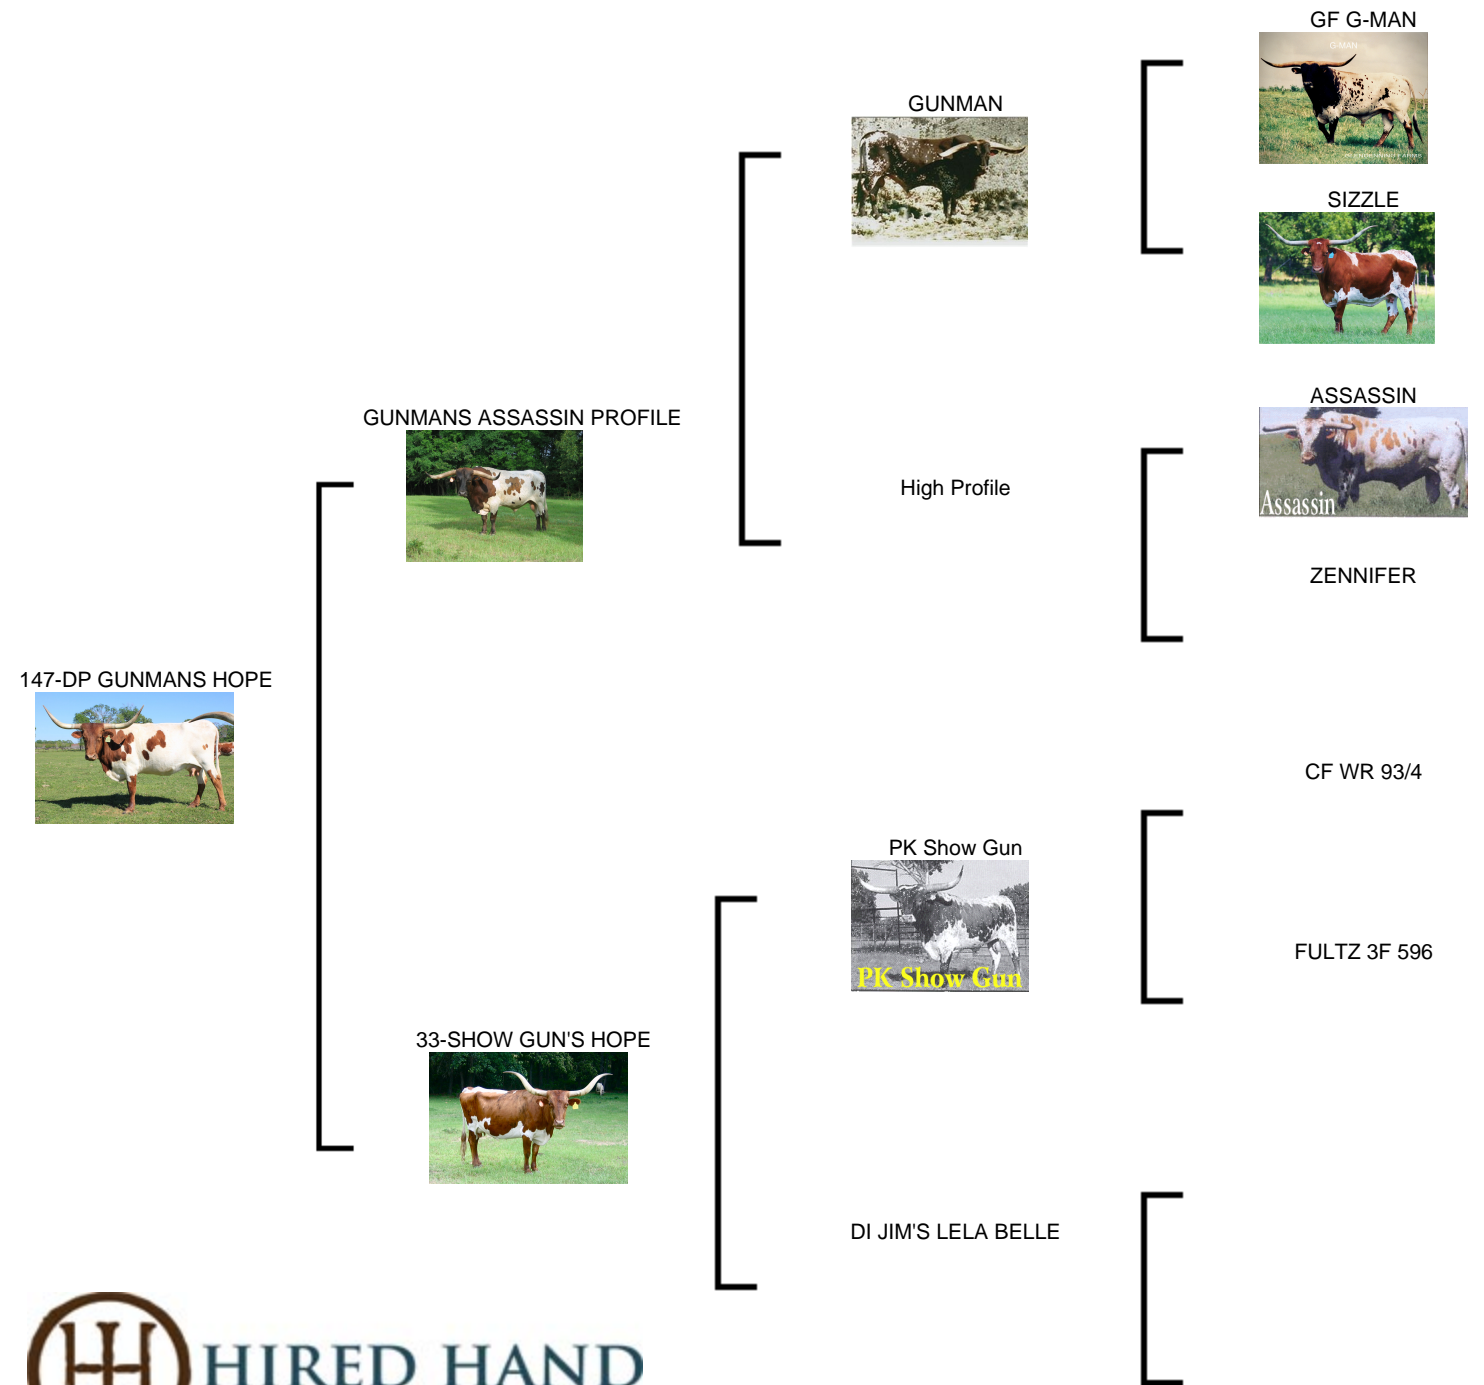 GF G-MAN
G-MAN
GUNMAN
SIZZLE
GUNMANS ASSASSIN PROFILE
ASSASSIN
Assassin
High Profile
ZENNIFER
147-DP GUNMANS HOPE
CF WR 93/4
PK Show Gun
PK Show Gun
FULTZ 3F 596
33-SHOW GUN'S HOPE
DI JIM'S LELA BELLE
HIRED HAND